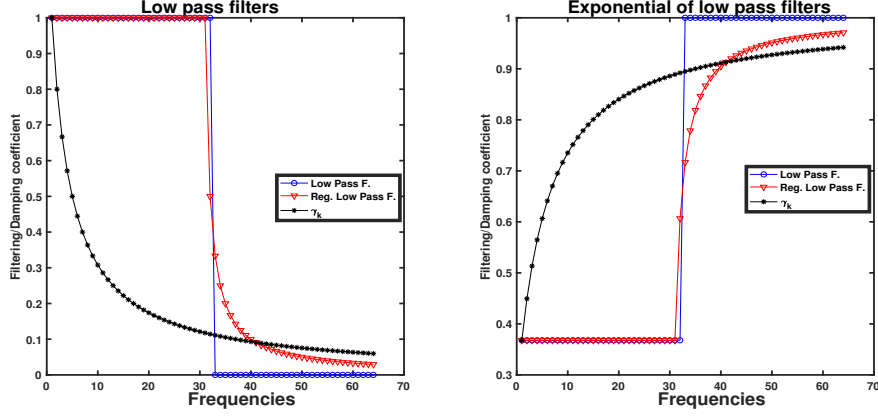 Low pass filters
1
0.9
0.8
0.7
0.6
0.5
0.4
0.3
0.2
0.1
0
Filtering/Damping coefficient
Low Pass F.
Reg. Low Pass F.
γk
0 10 20 30 40 50 60 70
Frequencies
Exponential of low pass filters
1
0.9
0.8
0.7
0.6
0.5
0.4
0.3
Filtering/Damping coefficient
Low Pass F.
Reg. Low Pass F.
γk
0 10 20 30 40 50 60 70
Frequencies